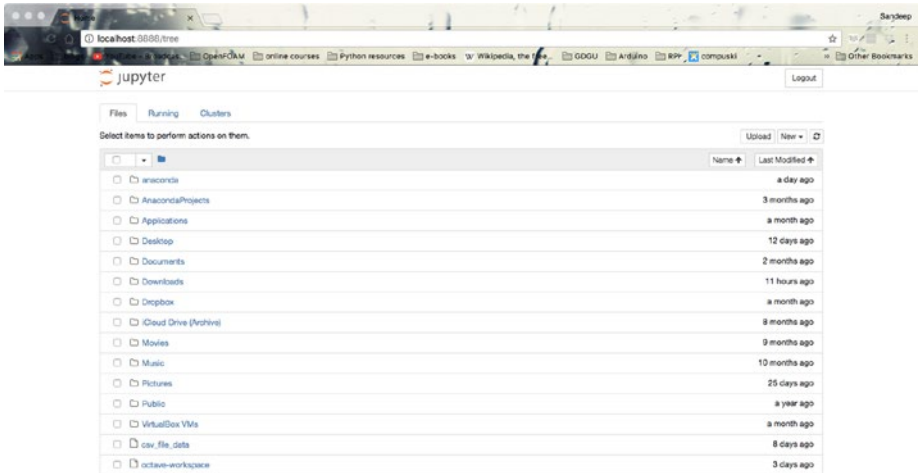 Home
Sandeep
localhost:8888/tree
Apps
OpenFOAM online courses Python resources e-books Wikipedia, the free GDGU Arduino RPi compuski Other Bookmarks
jupyter
Logout
Files Running Clusters
Select items to perform actions on them.
Upload New
Name Last Modified
anaconda a day ago
AnacondaProjects 3 months ago
Applications a month ago
Desktop 12 days ago
Documents 2 months ago
Downloads 11 hours ago
Dropbox a month ago
iCloud Drive (Archive) 8 months ago
Movies 9 months ago
Music 10 months ago
Pictures 25 days ago
Public a year ago
VirtualBox VMs a month ago
csv_file_data 8 days ago
octave-workspace 3 days ago